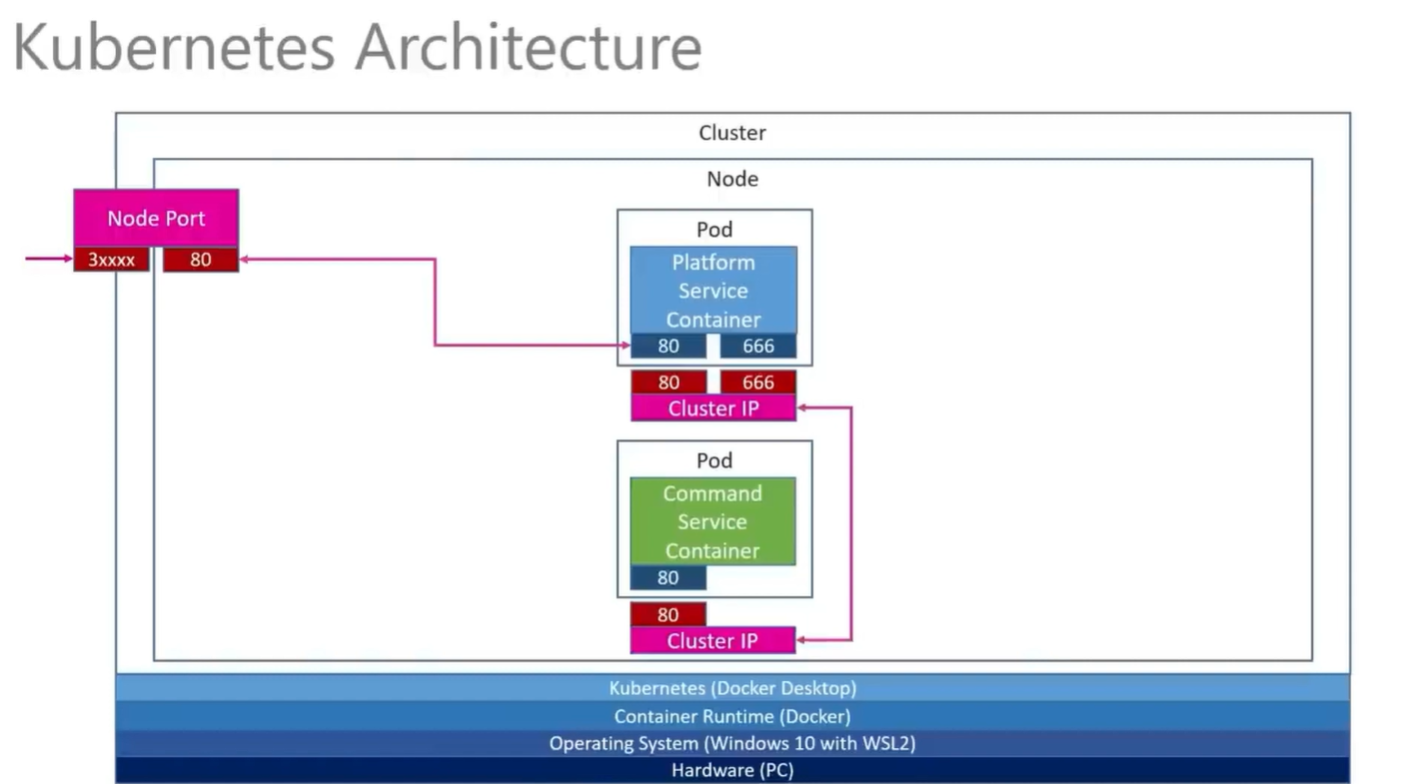 Kubernetes Architecture
Cluster
Node
Node Port
3xxxx
80
Pod
Platform
Service
Container
80
666
80
666
Cluster IP
Pod
Command
Service
Container
80
80
Cluster IP
Kubernetes (Docker Desktop)
Container Runtime (Docker)
Operating System (Windows 10 with WSL2)
Hardware (PC)